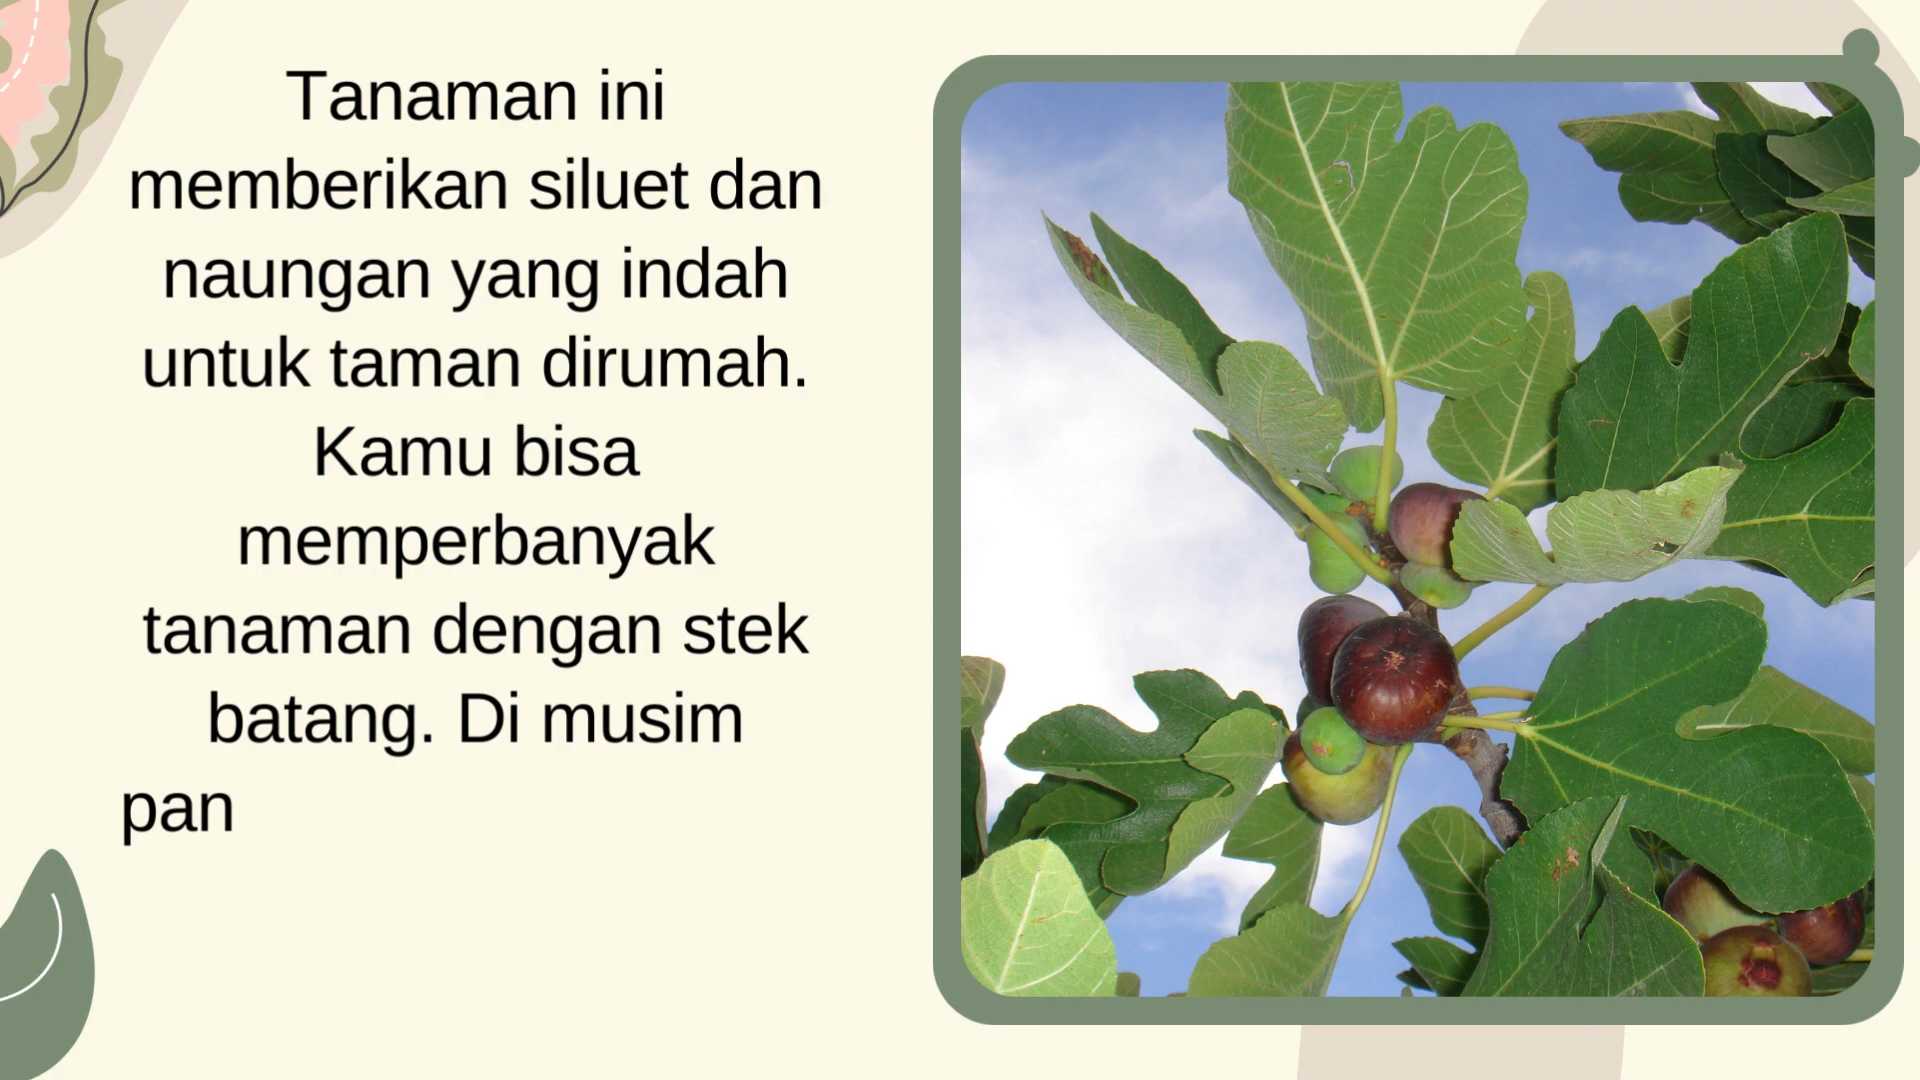 Tanaman ini
memberikan siluet dan
naungan yang indah
untuk taman dirumah.
Kamu bisa
memperbanyak
tanaman dengan stek
batang. Di musim
pan